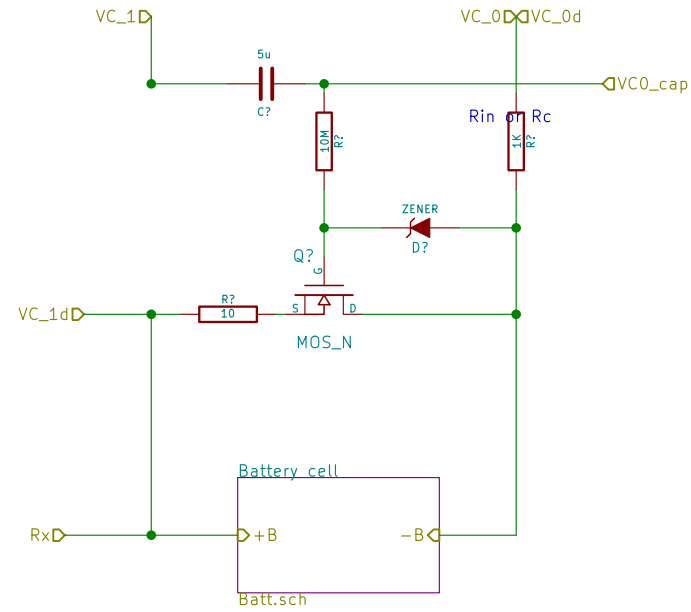 VC_1
VC_0
VC_0d
5u
C?
VC0_cap
Rin or Rc
10M
R?
1K
R?
ZENER
D?
Q?
G
S
D
MOS_N
VC_1d
R?
10
Battery cell
Rx
+B
-B
Batt.sch